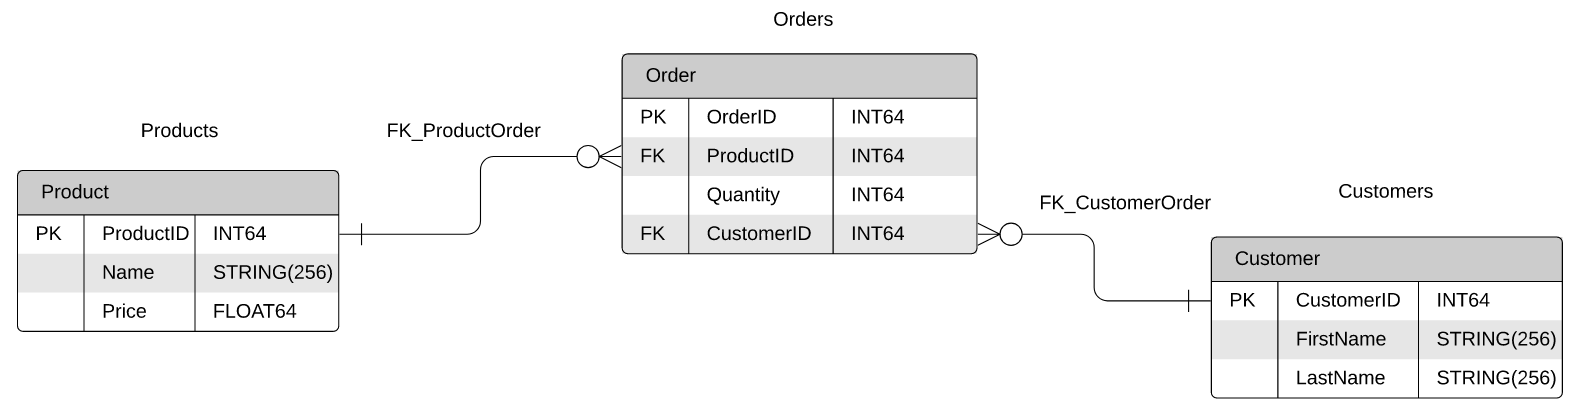 Orders
Order
PK OrderID INT64
FK ProductID INT64
Quantity INT64
FK CustomerID INT64
Products
FK_ProductOrder
Product
PK ProductID INT64
Name STRING(256)
Price FLOAT64
FK_CustomerOrder
Customers
Customer
PK CustomerID INT64
FirstName STRING(256)
LastName STRING(256)